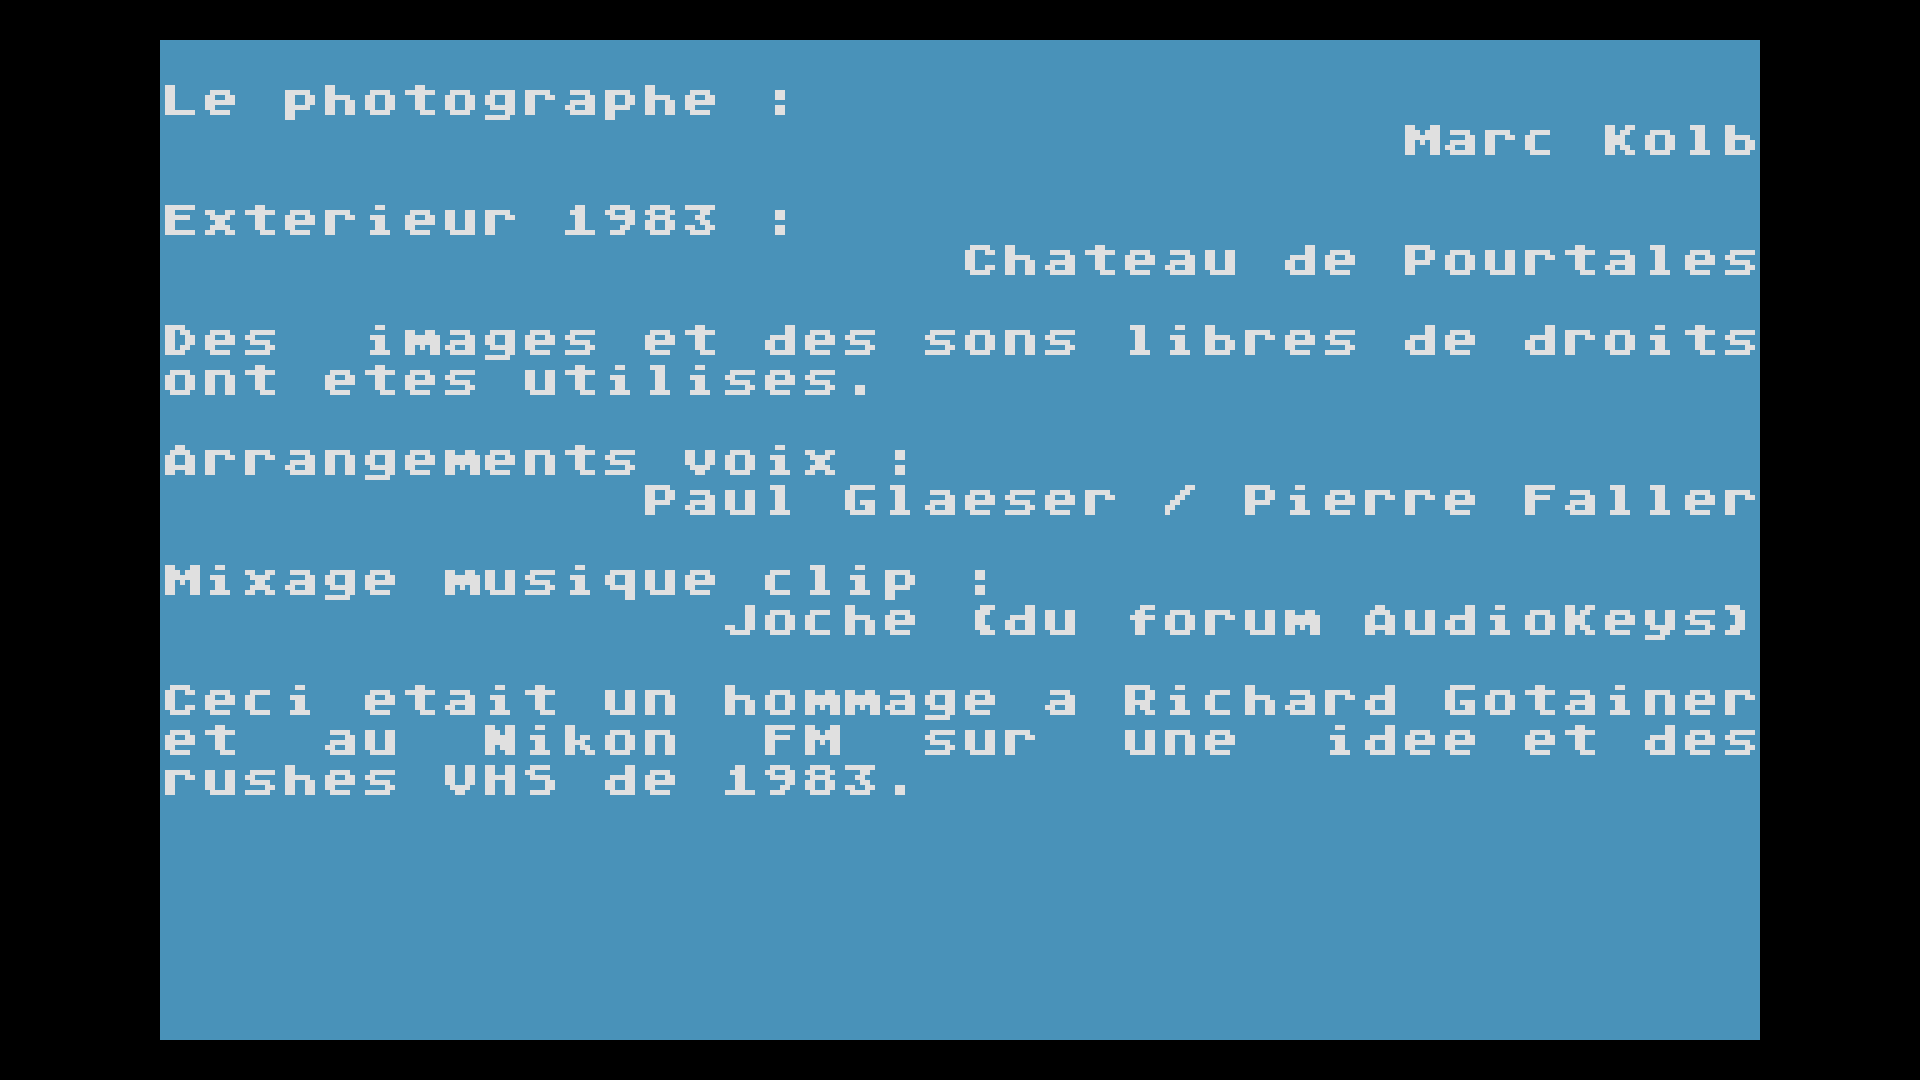 Le photographe :
Marc Kolb
Exterieur 1983 :
Chateau de Pourtales
Des images et des sons libres de droits
ont etes utilises.
Arrangements voix :
Paul Glaeser / Pierre Faller
Mixage musique clip :
Joche (du forum AudioKeys)
Ceci etait un hommage a Richard Gotainer
et au Nikon FM sur une idee et des
rushes VHS de 1983.